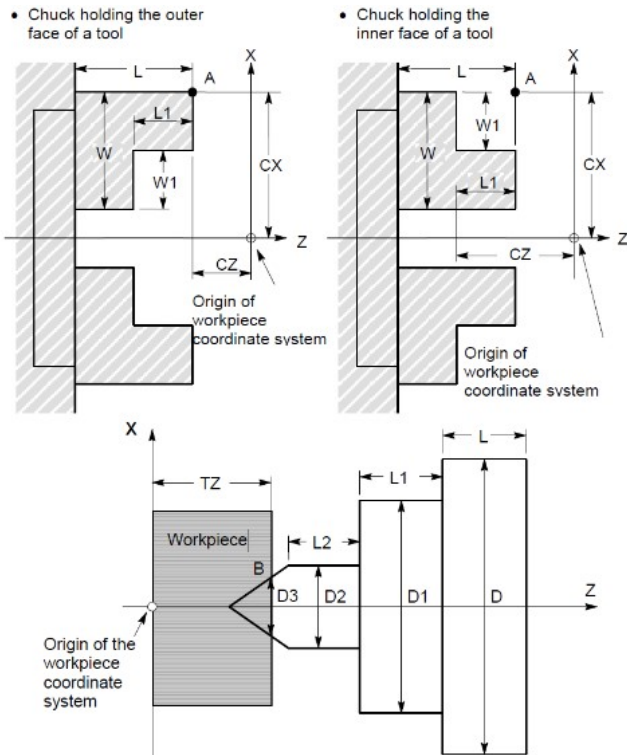 • Chuck holding the outer
face of a tool
L
A
X
L1
W
W1
CX
Z
CZ
Origin of
workpiece
coordinate system
• Chuck holding the
inner face of a tool
L
A
X
W1
W
CX
L1
Z
CZ
Origin of
workpiece
coordinate system
X
L
TZ
L1
Workpiece
L2
B
D3
D2
D1
D
Z
Origin of the
workpiece
coordinate
system